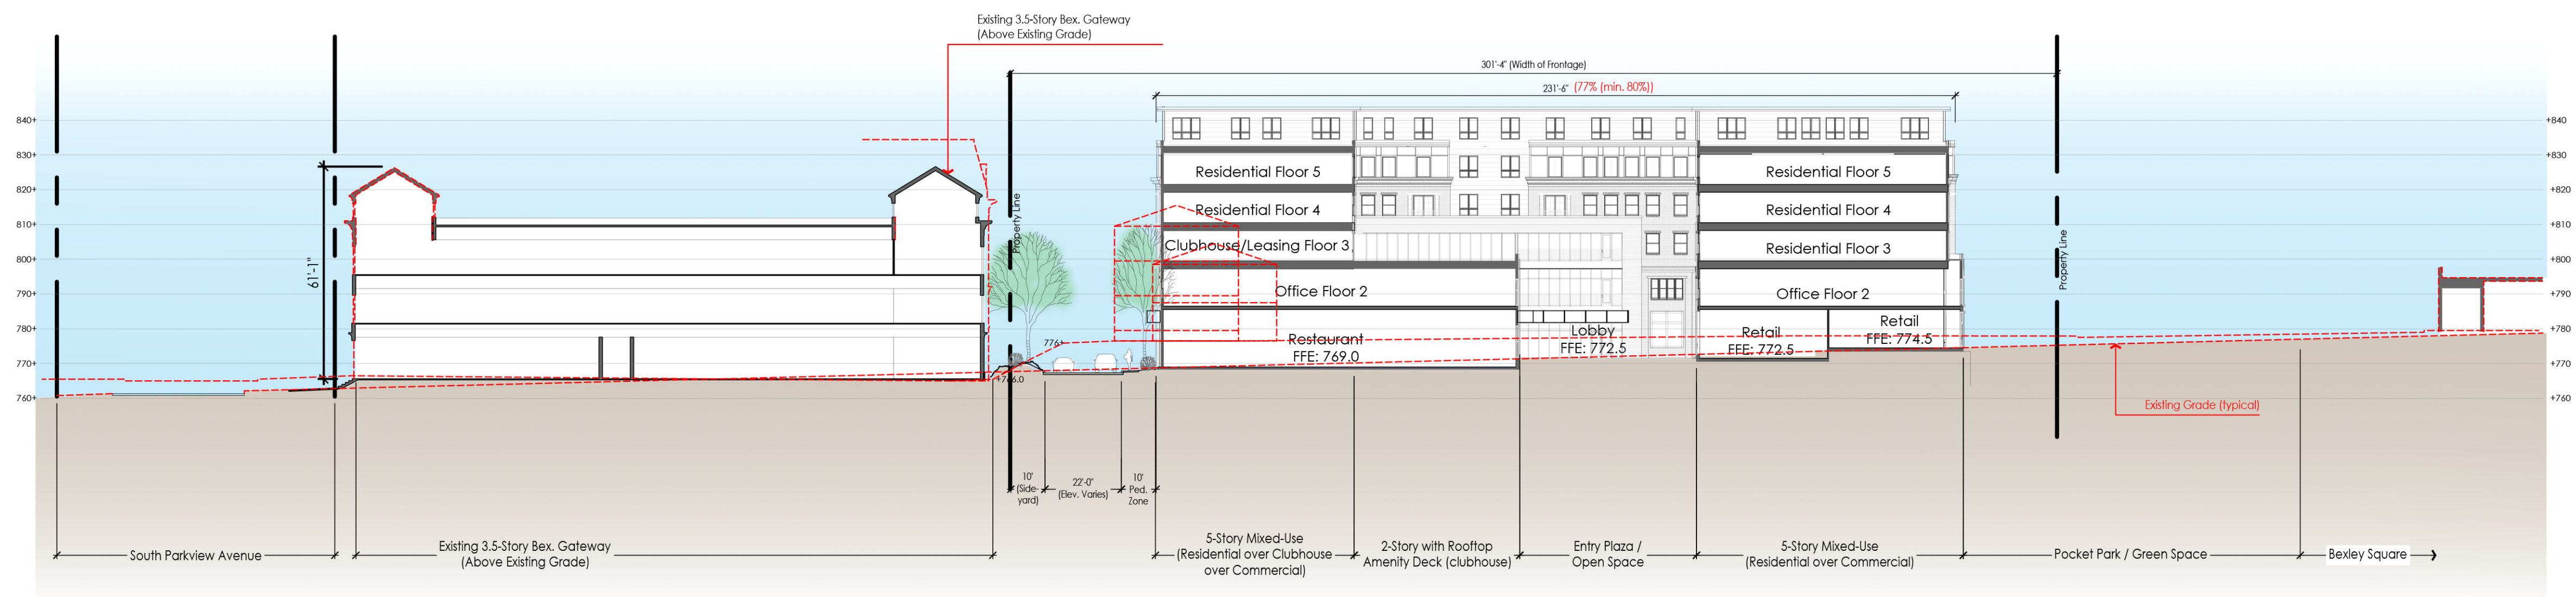 Existing 3.5-Story Bex. Gateway
(Above Existing Grade)
301'-4" (Width of Frontage)
231'-6" (77% (min. 80%))
840+
830+
820+
810+
800+
790+
780+
770+
760+
+840
+830
+820
+810
+800
+790
+780
+770
+760
61'-1"
Property Line
Property Line
776+
+766.0
Residential Floor 5
Residential Floor 4
Clubhouse/Leasing Floor 3
Office Floor 2
Restaurant
FFE: 769.0
Lobby
FFE: 772.5
Residential Floor 5
Residential Floor 4
Residential Floor 3
Office Floor 2
Retail
FFE: 772.5
Retail
FFE: 774.5
Existing Grade (typical)
10'
(Side-
yard)
22'-0"
(Elev. Varies)
10'
Ped.
Zone
South Parkview Avenue
Existing 3.5-Story Bex. Gateway
(Above Existing Grade)
5-Story Mixed-Use
(Residential over Clubhouse
over Commercial)
2-Story with Rooftop
Amenity Deck (clubhouse)
Entry Plaza /
Open Space
5-Story Mixed-Use
(Residential over Commercial)
Pocket Park / Green Space
Bexley Square